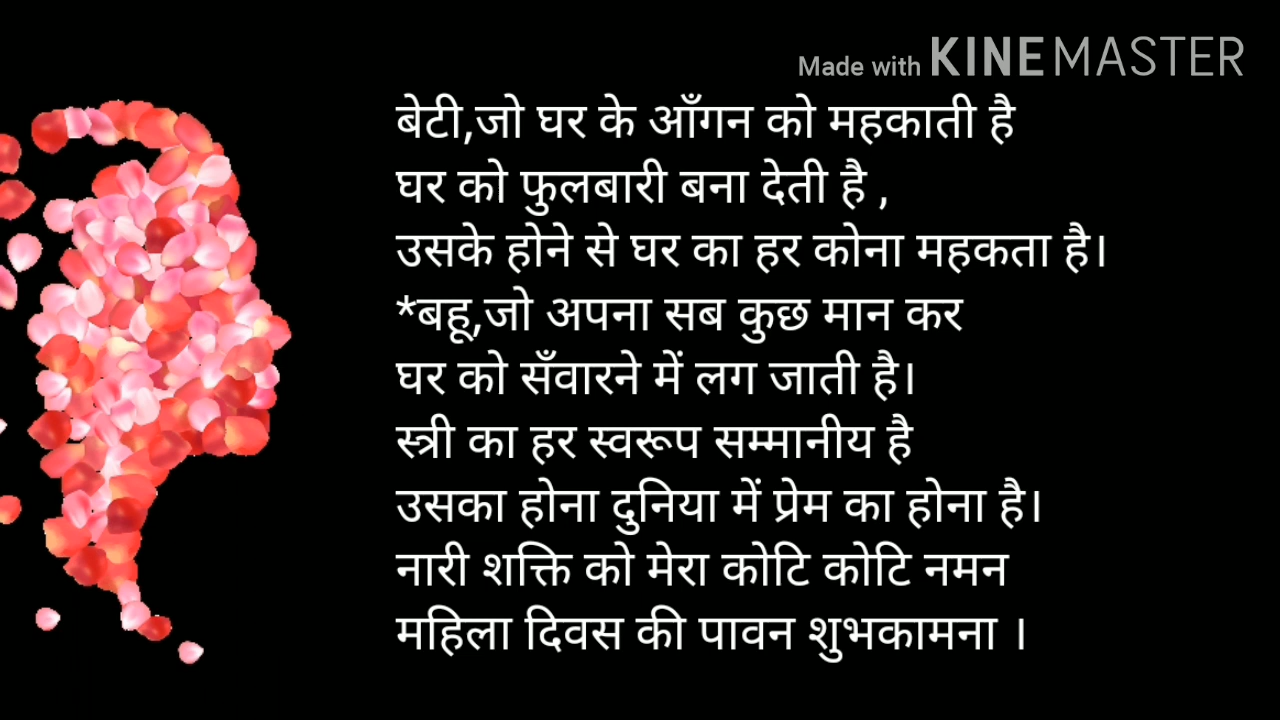 Made with KINEMASTER
बेटी,जो घर के आँगन को महकाती है
घर को फुलबारी बना देती है ,
उसके होने से घर का हर कोना महकता है।
*बहू,जो अपना सब कुछ मान कर
घर को सँवारने में लग जाती है।
स्त्री का हर स्वरूप सम्मानीय है
उसका होना दुनिया में प्रेम का होना है।
नारी शक्ति को मेरा कोटि कोटि नमन
महिला दिवस की पावन शुभकामना ।